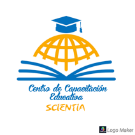 Centro de Capacitación
Educativa
SCIENTIA
Logo Maker